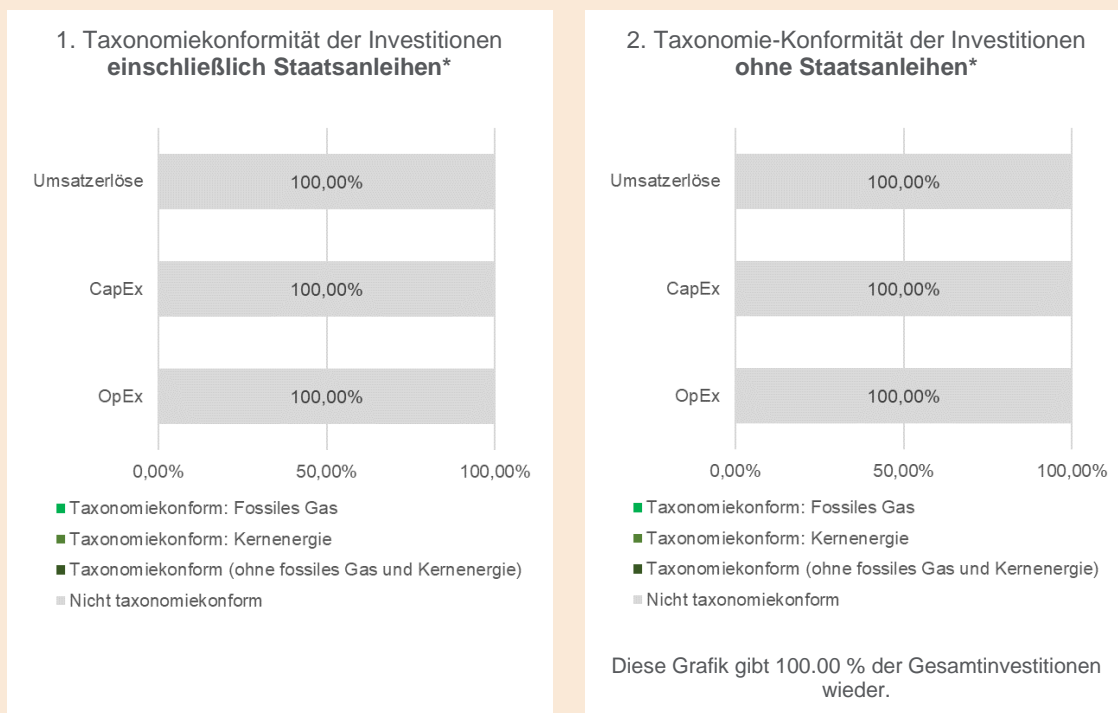 1. Taxonomiekonformität der Investitionen
einschließlich Staatsanleihen*
Umsatzerlöse
100,00%
CapEx
100,00%
OpEx
100,00%
0,00%
50,00%
100,00%
Taxonomiekonform: Fossiles Gas
Taxonomiekonform: Kernenergie
Taxonomiekonform (ohne fossiles Gas und Kernenergie)
Nicht taxonomiekonform
2. Taxonomie-Konformität der Investitionen
ohne Staatsanleihen*
Umsatzerlöse
100,00%
CapEx
100,00%
OpEx
100,00%
0,00%
50,00%
100,00%
Taxonomiekonform: Fossiles Gas
Taxonomiekonform: Kernenergie
Taxonomiekonform (ohne fossiles Gas und Kernenergie)
Nicht taxonomiekonform
Diese Grafik gibt 100.00 % der Gesamtinvestitionen
wieder.